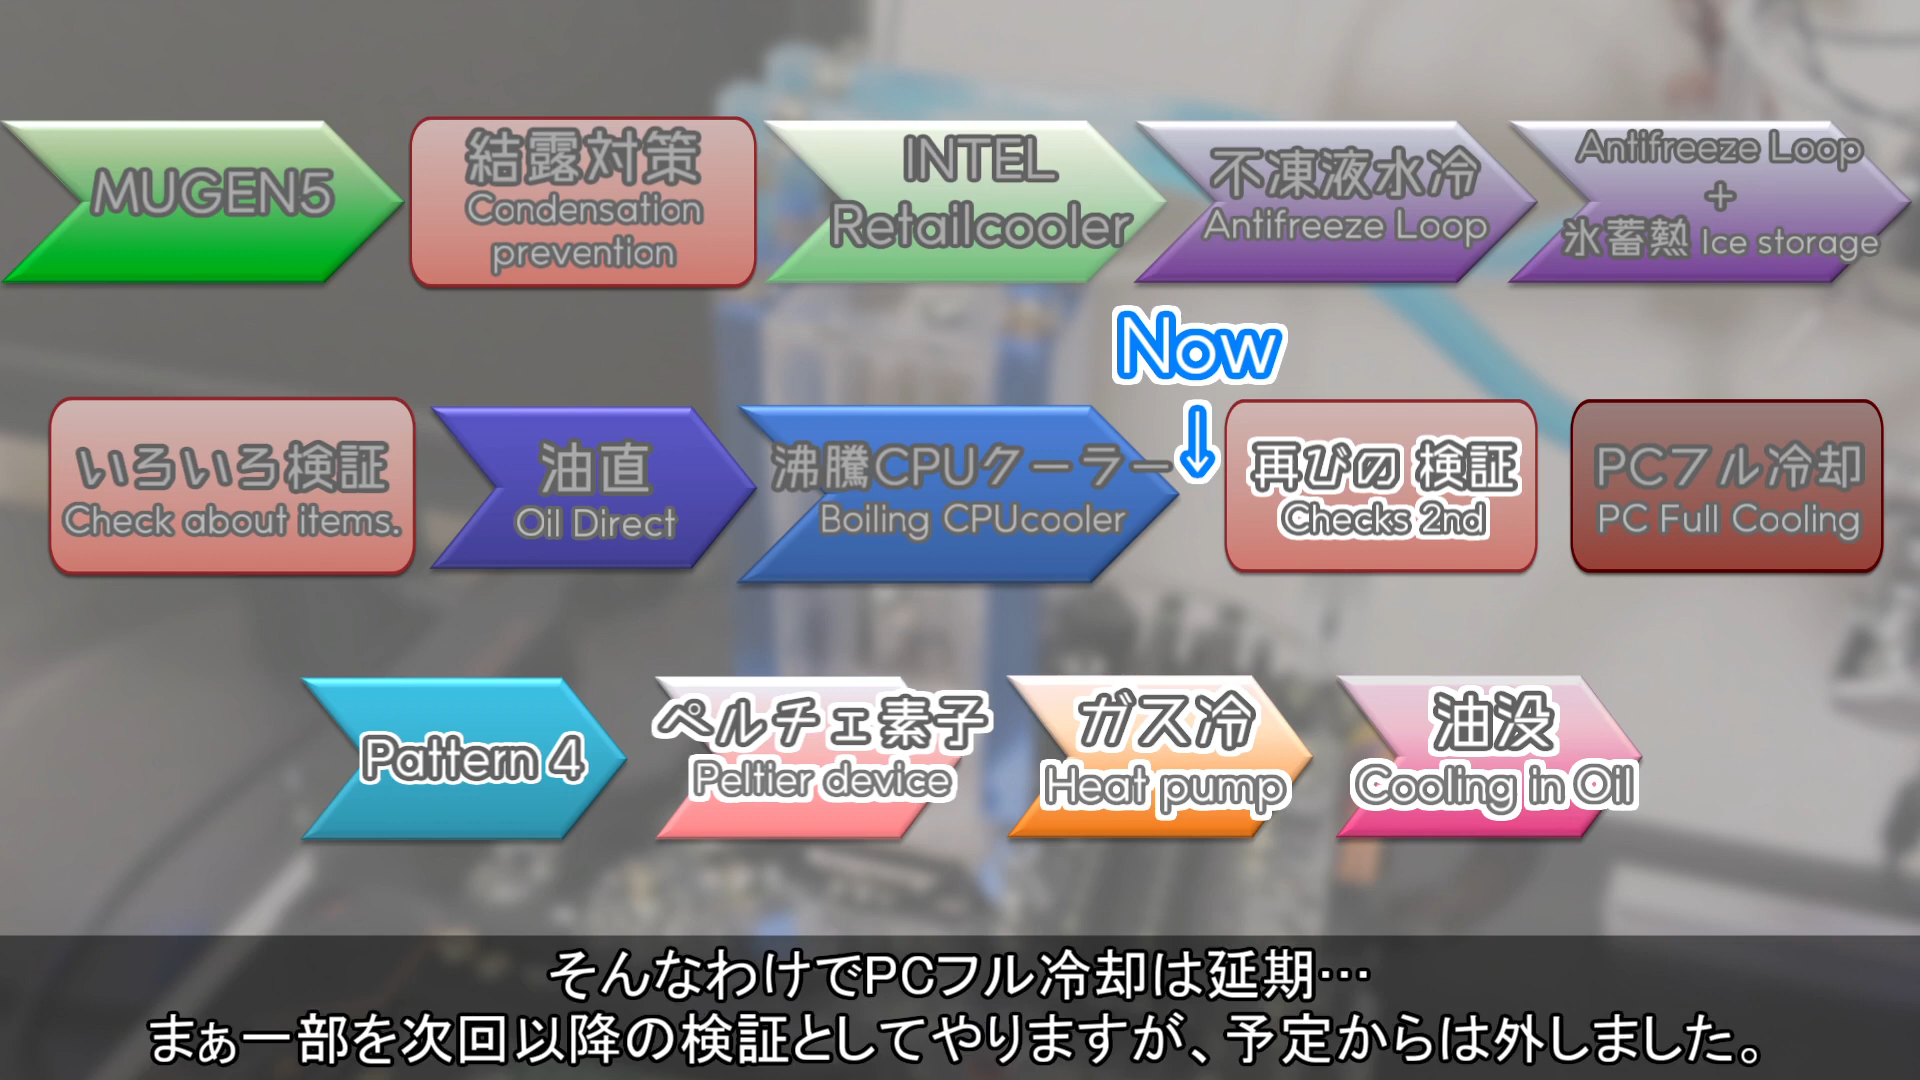 MUGEN5
結露対策
Condensation
prevention
INTEL
Retailcooler
不凍液水冷
Antifreeze Loop
Antifreeze Loop
+
氷蓄熱 Ice storage
Now
↓
いろいろ検証
Check about items.
油直
Oil Direct
沸騰CPUクーラー
Boiling CPUcooler
再びの 検証
Checks 2nd
PCフル冷却
PC Full Cooling
Pattern 4
ペルチェ素子
Peltier device
ガス冷
Heat pump
油没
Cooling in Oil
そんなわけでPCフル冷却は延期…
まぁ一部を次回以降の検証としてやりますが、予定からは外しました。